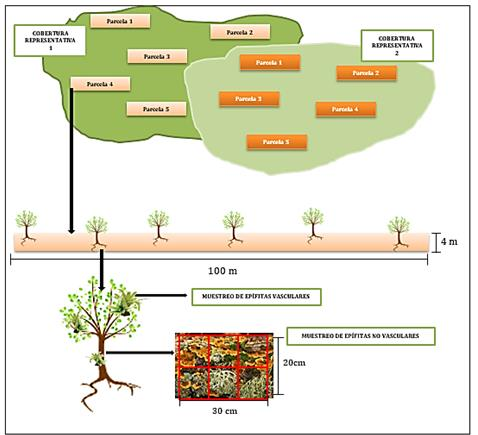 COBERTURA
REPRESENTATIVA
1
Parcela 1
Parcela 2
Parcela 3
Parcela 4
Parcela 5
COBERTURA
REPRESENTATIVA
2
Parcela 1
Parcela 2
Parcela 3
Parcela 4
Parcela 5
4 m
100 m
MUESTREO DE EPÍFITAS VASCULARES
MUESTREO DE EPÍFITAS NO VASCULARES
20cm
30 cm